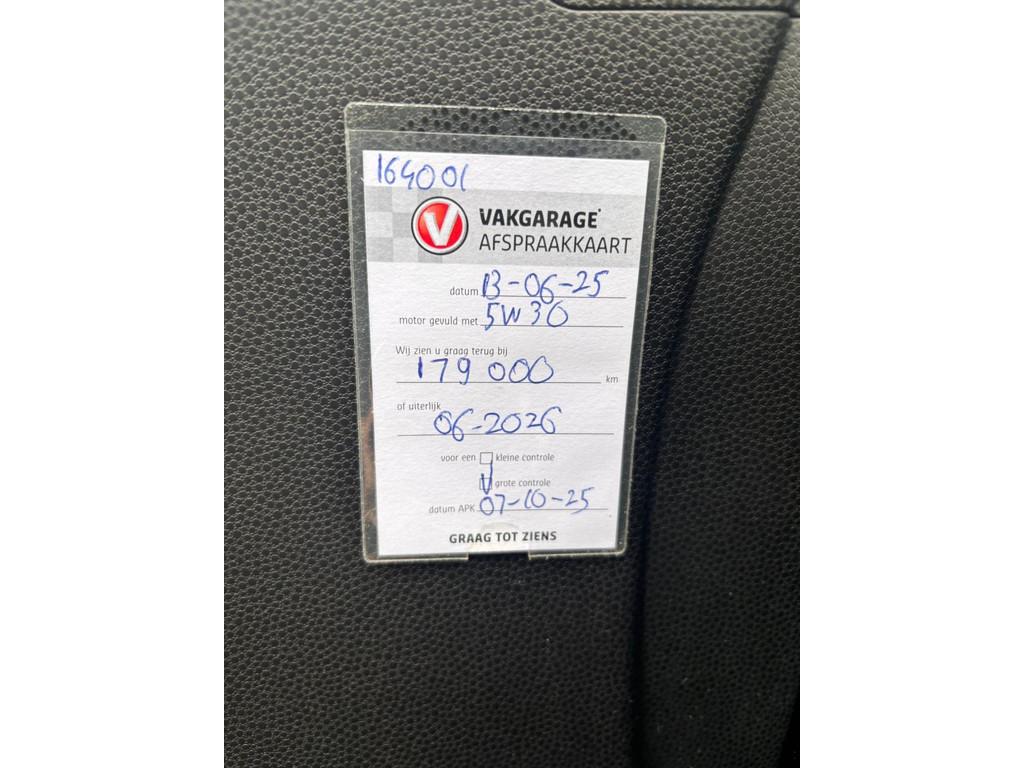 164001
V VAKGARAGE
AFSPRAAKKAART
datum 13-06-25
motor gevuld met 5W30
Wij zien u graag terug bij
179 000 km
of uiterlijk
06-2026
voor een kleine controle
grote controle
datum APK 07-10-25
GRAAG TOT ZIENS